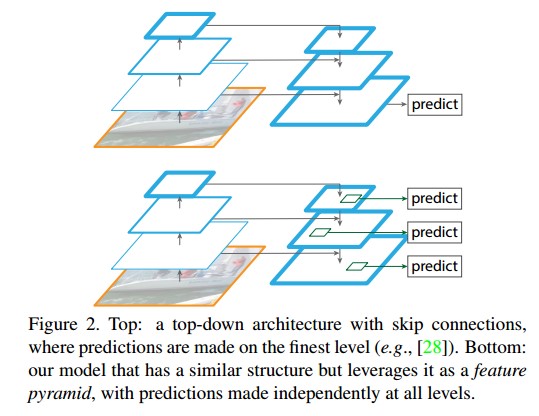 predict
predict
predict
predict
Figure 2. Top: a top-down architecture with skip connections,
where predictions are made on the finest level (e.g., [28]). Bottom:
our model that has a similar structure but leverages it as a feature
pyramid, with predictions made independently at all levels.